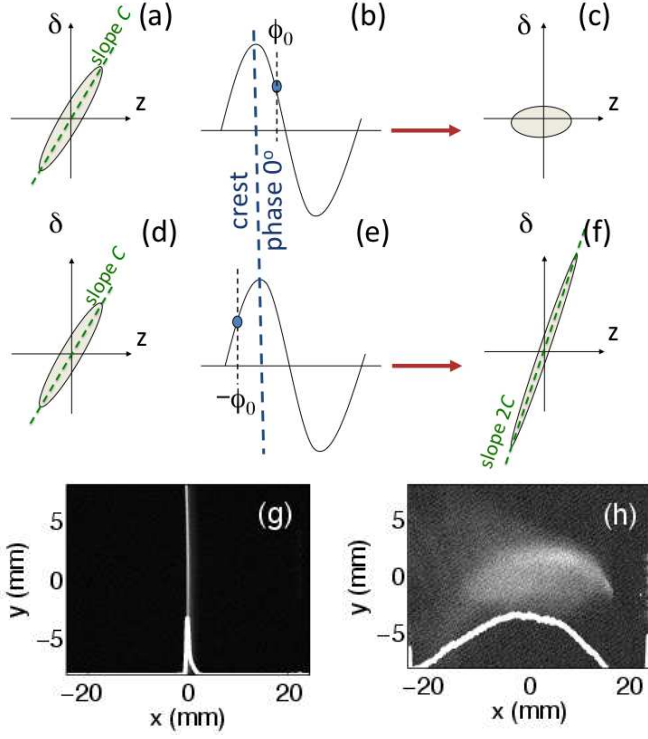 δ (a) (b) (c)
slope C
ϕ₀
δ
z
z
crest
phase 0°
δ (d) (e) (f)
slope C
δ
z
z
−ϕ₀
slope 2C
(g)
5
0
−5
y (mm)
−20 0 20
x (mm)
(h)
5
0
−5
y (mm)
−20 0 20
x (mm)